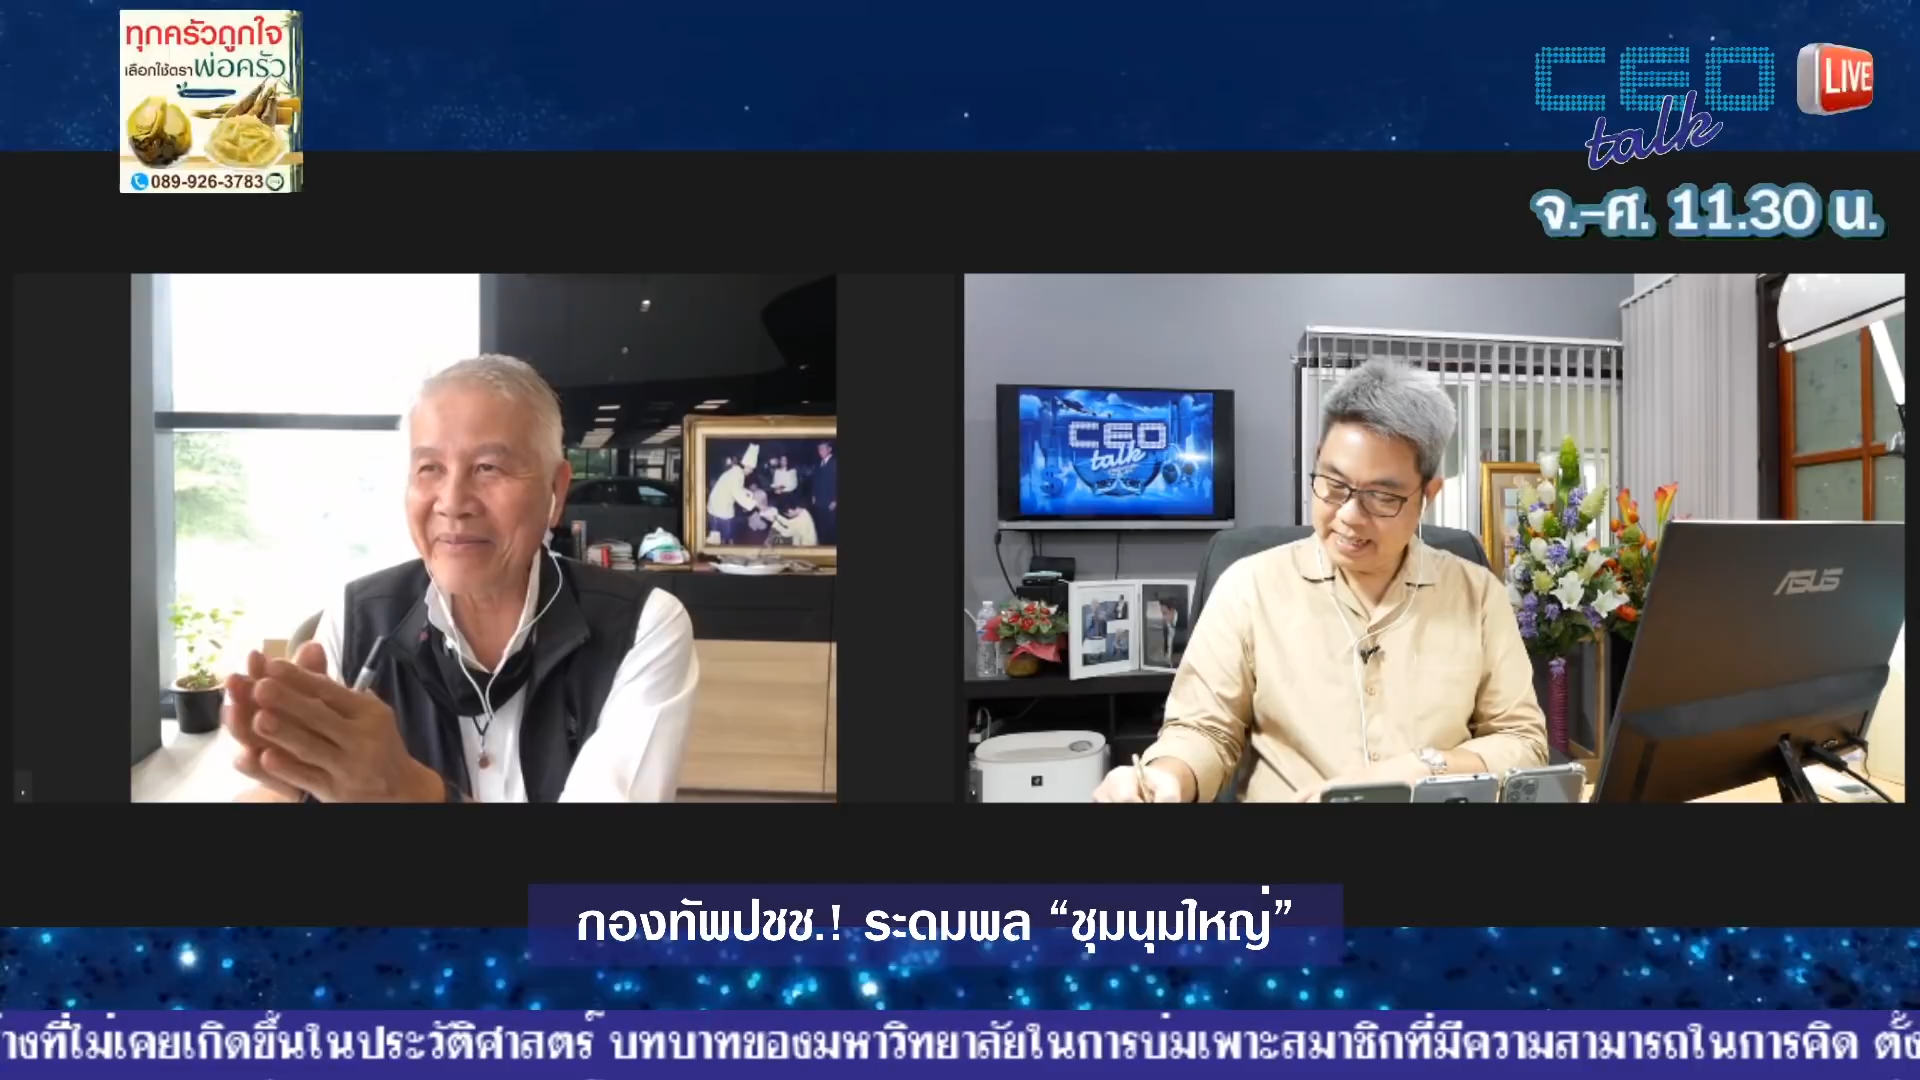 ทุกครัวถูกใจ
เลือกใช้ตราพ่อครัว
089-926-3783
CEO
talk
LIVE
จ.-ศ. 11.30 น.
CEO
talk
ASUS
กองทัพปชช.! ระดมพล “ชุมนุมใหญ่”
างที่ไม่เคยเกิดขึ้นในประวัติศาสตร์ บทบาทของมหาวิทยาลัยในการบ่มเพาะสมาชิกที่มีความสามารถในการคิด ตั้ง